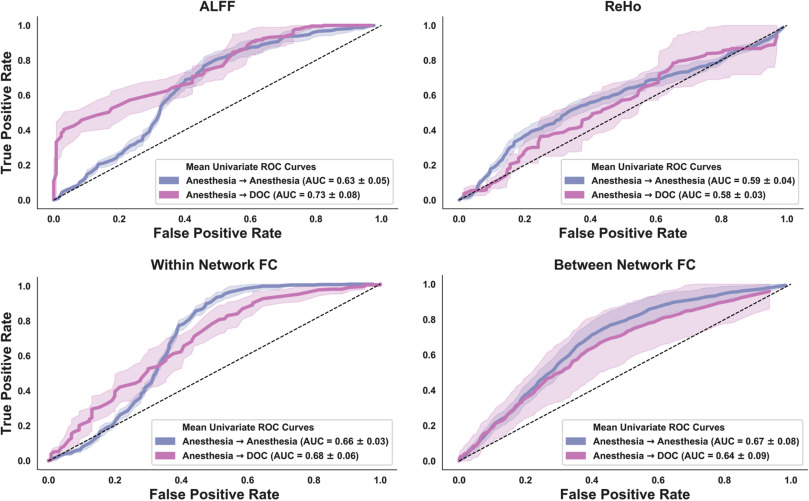 ALFF
True Positive Rate
1.0
0.8
0.6
0.4
0.2
0.0
Mean Univariate ROC Curves
Anesthesia → Anesthesia (AUC = 0.63 ± 0.05)
Anesthesia → DOC (AUC = 0.73 ± 0.08)
0.0 0.2 0.4 0.6 0.8 1.0
False Positive Rate
ReHo
1.0
0.8
0.6
0.4
0.2
0.0
Mean Univariate ROC Curves
Anesthesia → Anesthesia (AUC = 0.59 ± 0.04)
Anesthesia → DOC (AUC = 0.58 ± 0.03)
0.0 0.2 0.4 0.6 0.8 1.0
False Positive Rate
Within Network FC
True Positive Rate
1.0
0.8
0.6
0.4
0.2
0.0
Mean Univariate ROC Curves
Anesthesia → Anesthesia (AUC = 0.66 ± 0.03)
Anesthesia → DOC (AUC = 0.68 ± 0.06)
0.0 0.2 0.4 0.6 0.8 1.0
False Positive Rate
Between Network FC
1.0
0.8
0.6
0.4
0.2
0.0
Mean Univariate ROC Curves
Anesthesia → Anesthesia (AUC = 0.67 ± 0.08)
Anesthesia → DOC (AUC = 0.64 ± 0.09)
0.0 0.2 0.4 0.6 0.8 1.0
False Positive Rate